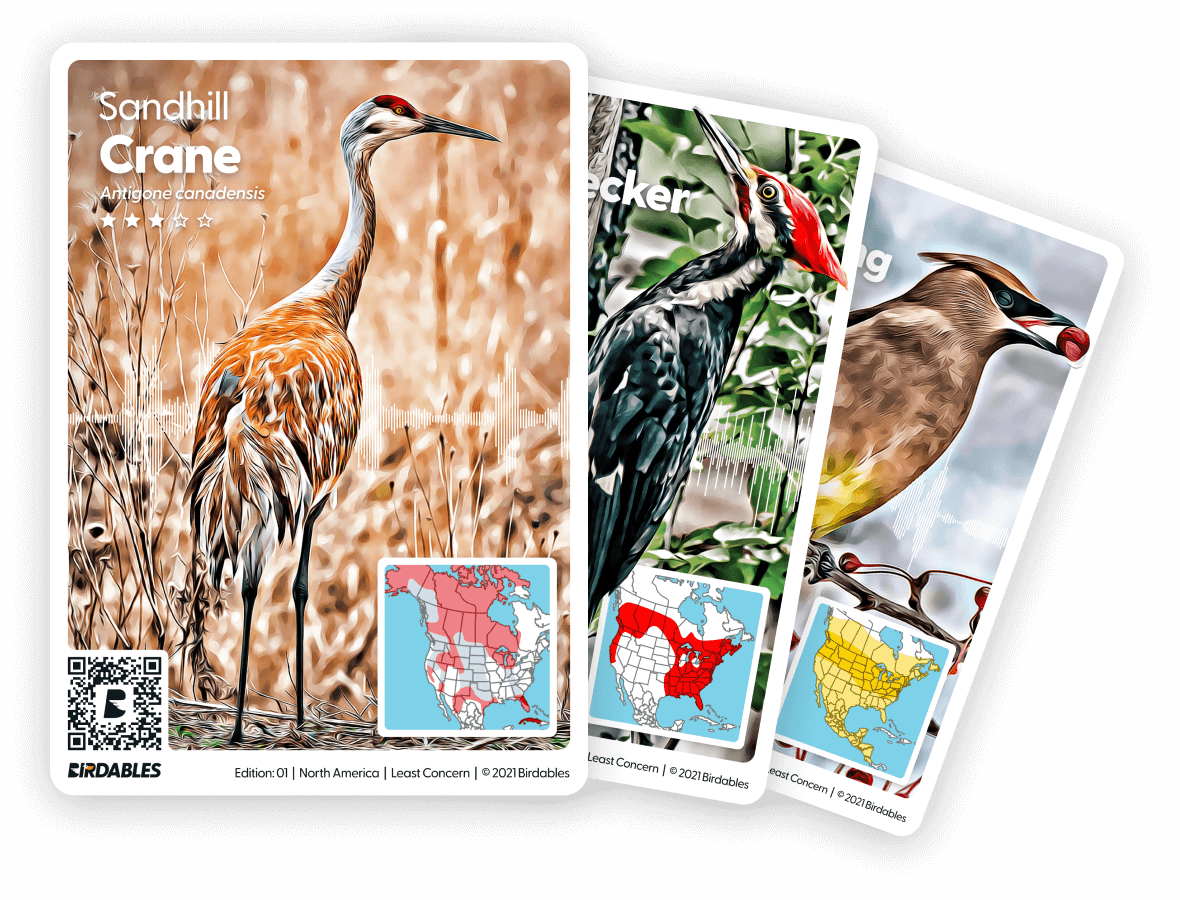 Sandhill
Crane
Antigone canadensis
BIRDABLES
Edition: 01 | North America | Least Concern | © 2021 Birdables
ecker
Least Concern | © 2021 Birdables
ng
east Concern | © 2021 Birdables